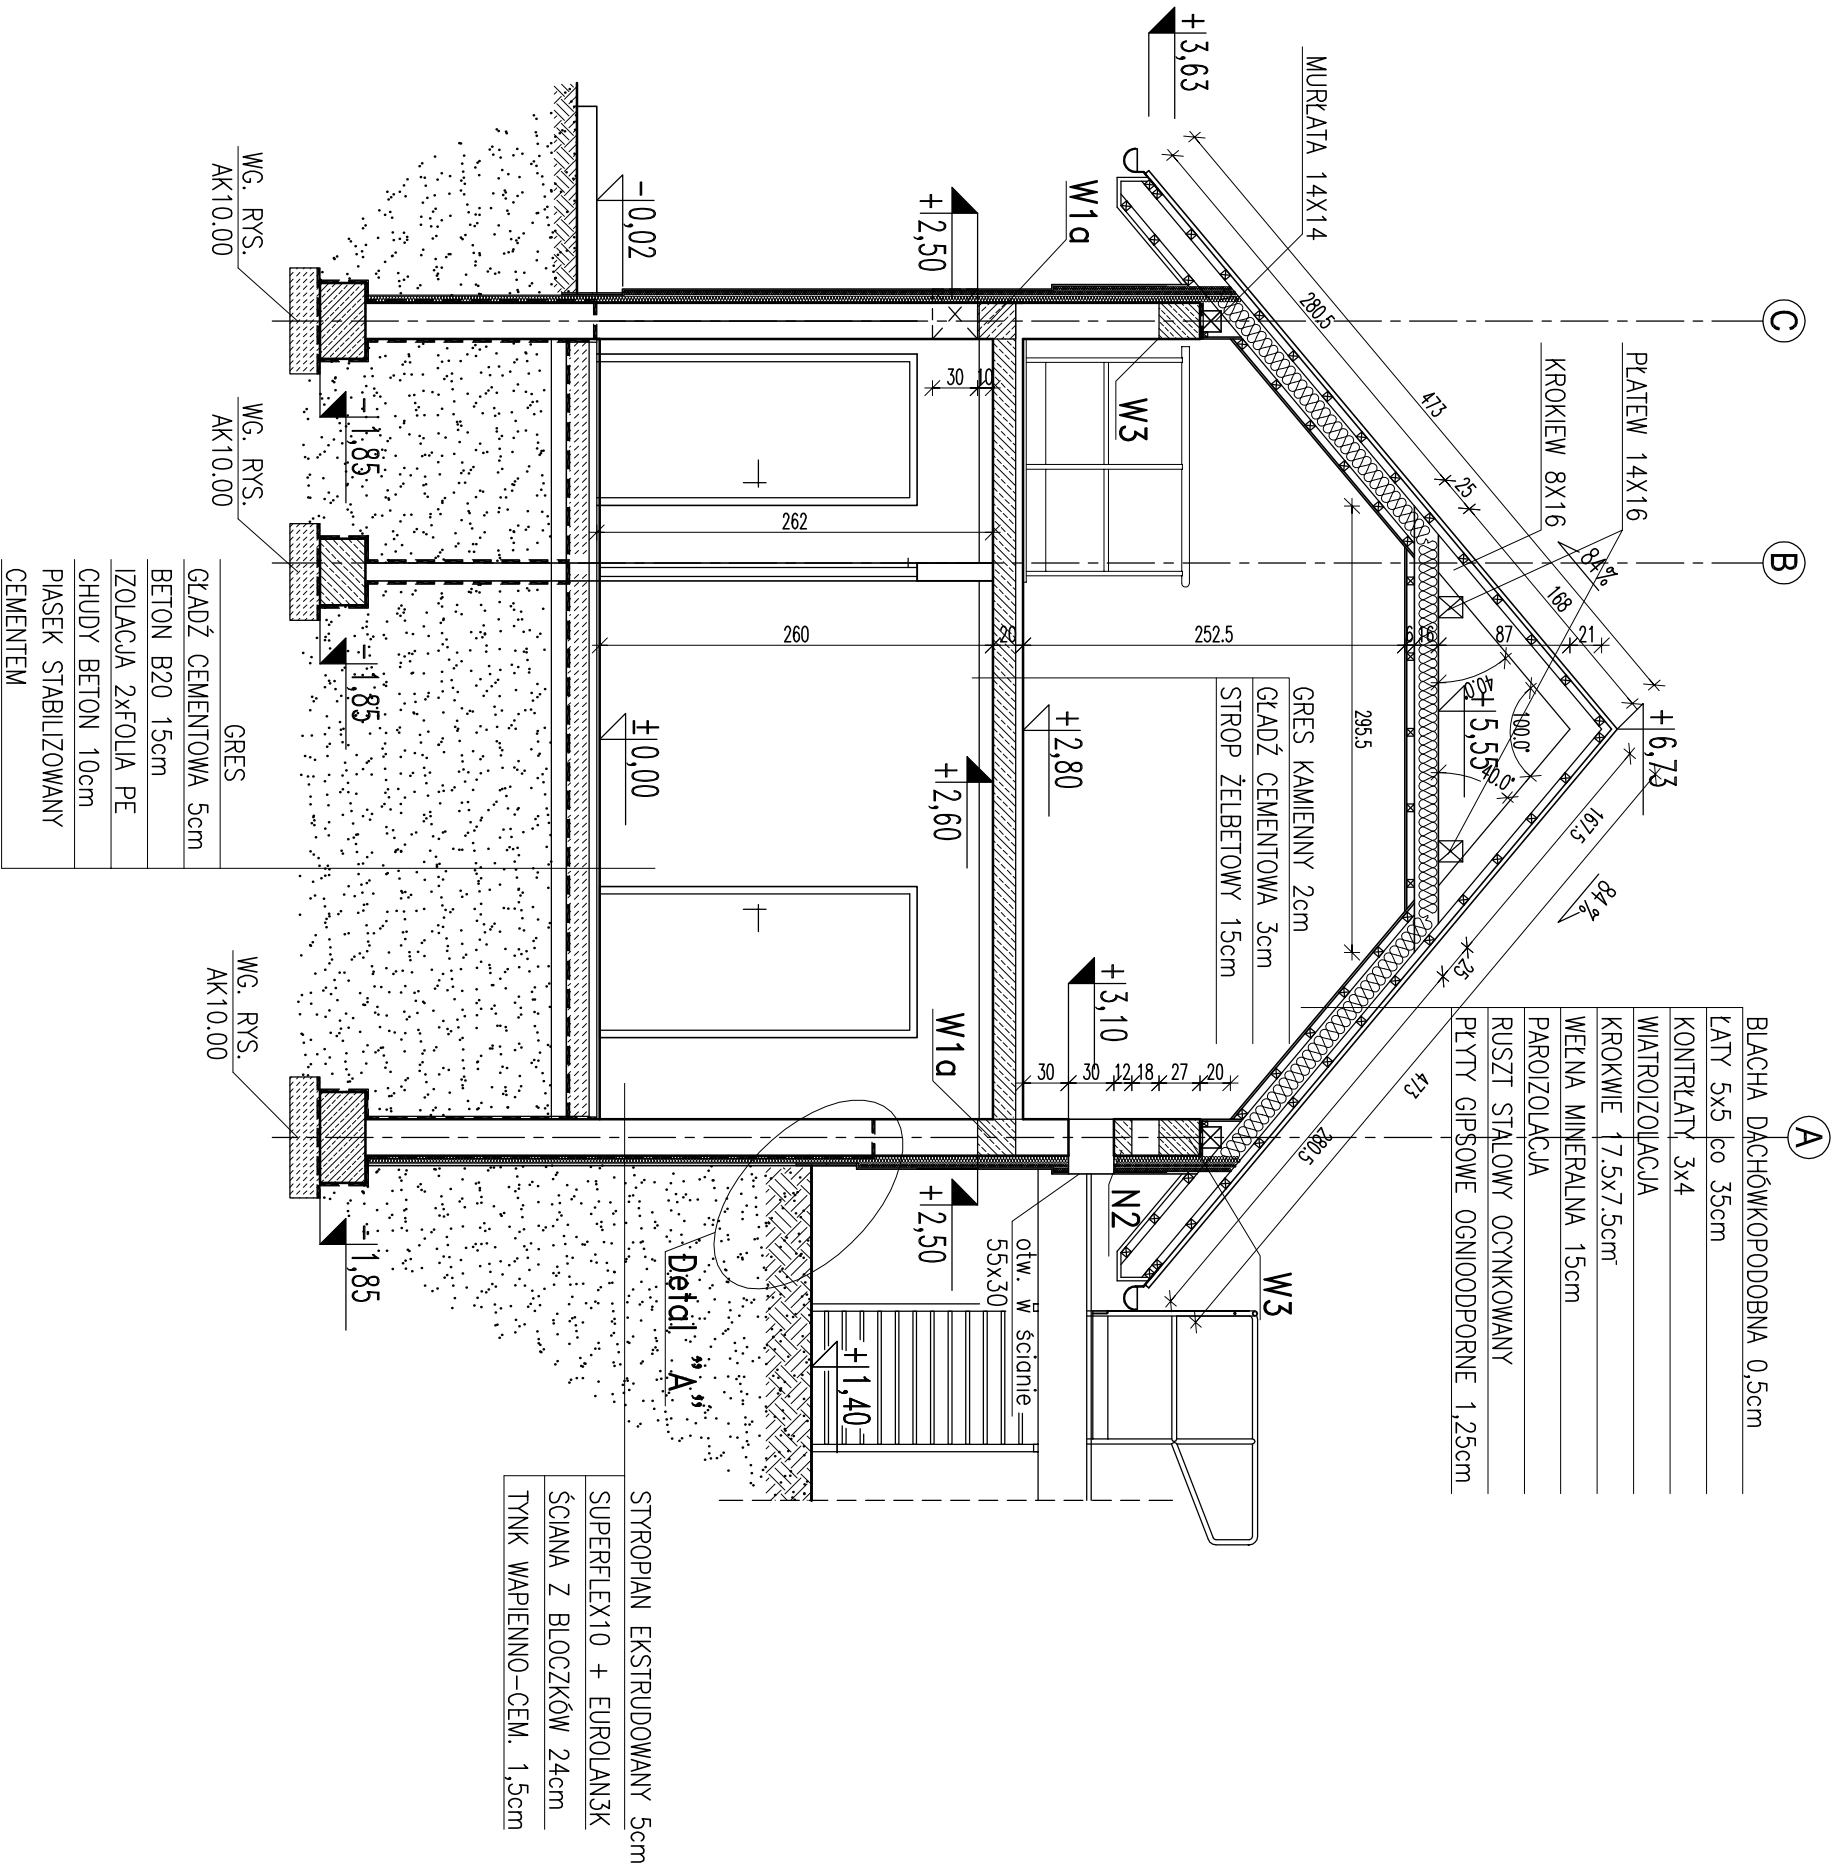 BLACHA DACHÓWKOPODOBNA 0,5cm
ŁATY 5x5 co 35cm
KONTRŁATY 3x4
WIATROIZOLACJA
KROKWIE 17.5x7.5cm
WEŁNA MINERALNA 15cm
PAROIZOLACJA
RUSZT STALOWY OCYNKOWANY
PŁYTY GIPSOWE OGNIOODPORNE 1,25cm
A
B
C
PŁATEW 14X16
KROKIEW 8X16
MURŁATA 14X14
+3,63
+6,73
+5,55
84%
84%
473
280.5
25
168
167.5
25
280.5
473
21
87
16
6
40.0°
100.0°
40.0°
295.5
252.5
20
260
262
30
10
GRES KAMIENNY 2cm
GŁADŹ CEMENTOWA 3cm
STROP ŻELBETOWY 15cm
W1a
W3
W3
N2
W1a
20
27
18
12
30
30
+3,10
+2,80
+2,60
+2,50
+2,50
±0,00
-0,02
+1,40
otw. w ścianie
55x30
Detal "A"
STYROPIAN EKSTRUDOWANY 5cm
SUPERFLEX10 + EUROLAN3K
ŚCIANA Z BLOCZKÓW 24cm
TYNK WAPIENNO-CEM. 1,5cm
-1,85
-1,85
-1,85
WG. RYS.
AK10.00
WG. RYS.
AK10.00
WG. RYS.
AK10.00
GRES
GŁADŹ CEMENTOWA 5cm
BETON B20 15cm
IZOLACJA 2xFOLIA PE
CHUDY BETON 10cm
PIASEK STABILIZOWANY
CEMENTEM